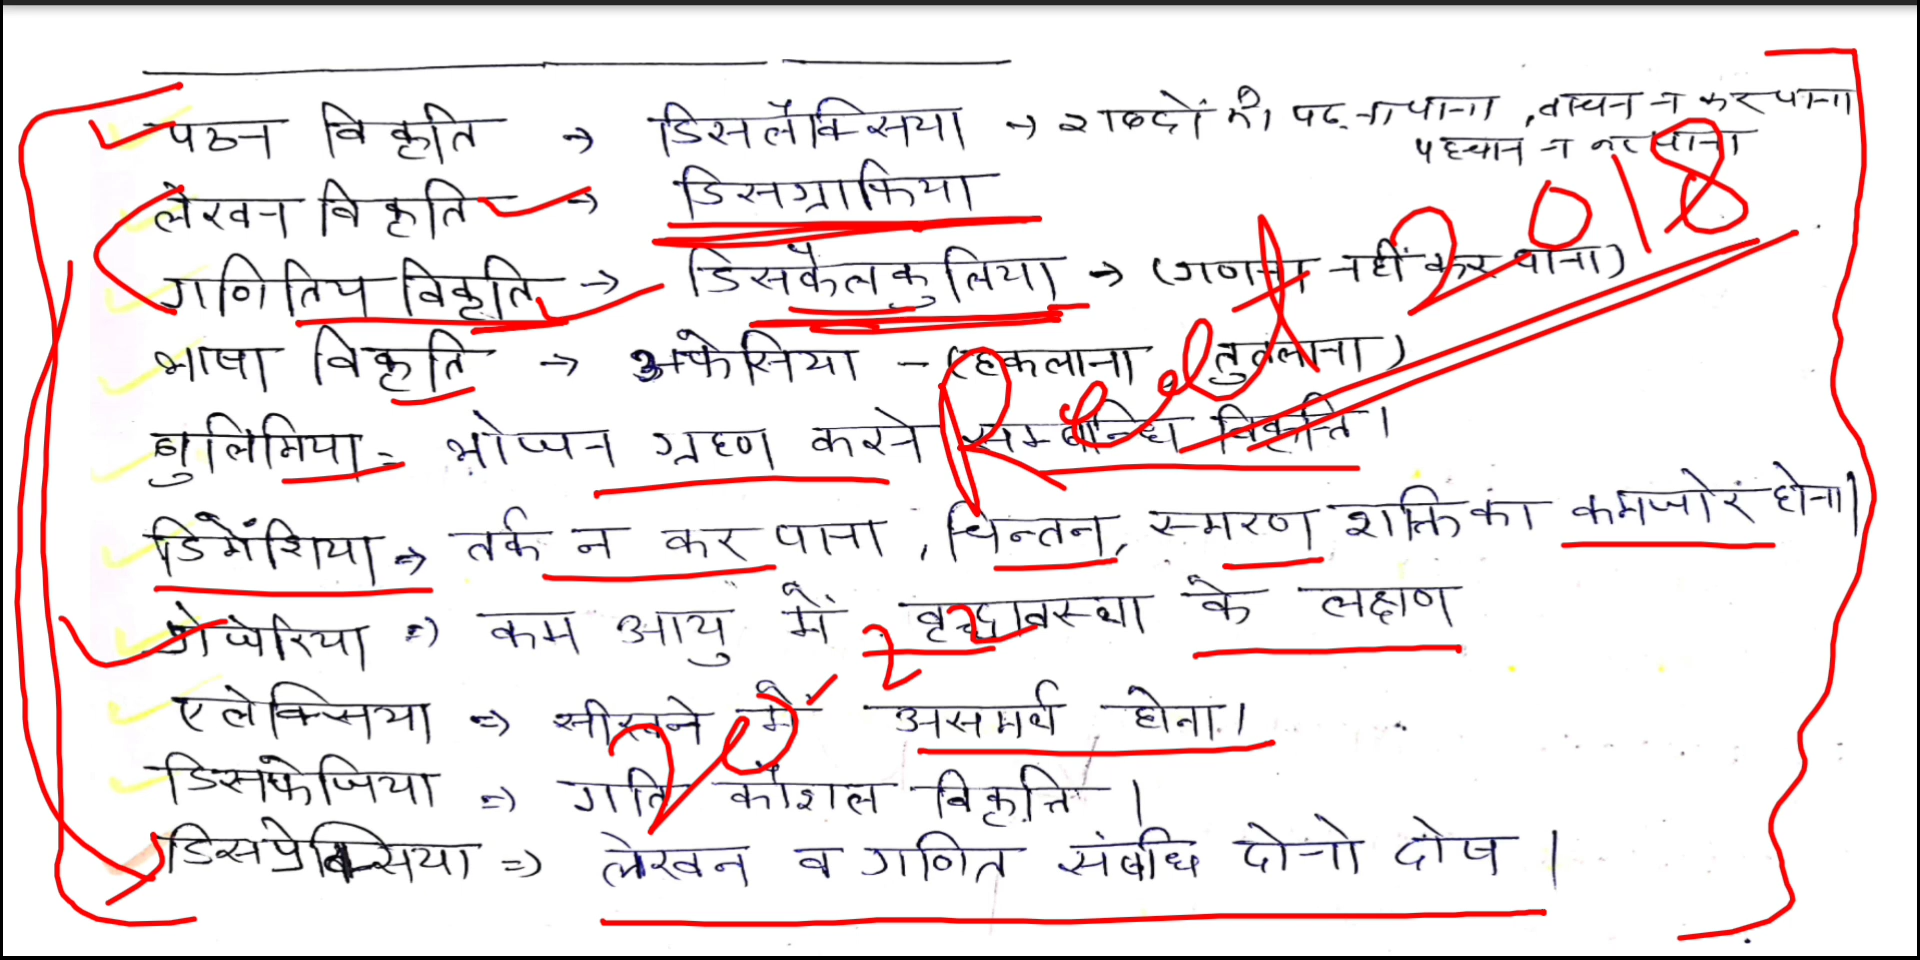 पठन विकृति → डिसलेक्सिया → शब्दों को पढ़ ना पाना, वाचन न कर पाना
पहचान न कर पाना
लेखन विकृति → डिसग्राफिया
गणितिय विकृति → डिसकैलकुलिया → (गणना नहीं कर पाना)
भाषा विकृति → अफेसिया - (हकलाना, तुतलाना)
बुलिमिया = भोजन ग्रहण करने सम्बन्धि विकृति।
डिमेंशिया → तर्क न कर पाना, चिन्तन, स्मरण शक्ति का कमजोर होना।
प्रोजेरिया ⇒ कम आयु में वृद्धावस्था के लक्षण
एलेक्सिया ⇒ सीखने में असमर्थ होना।
डिसफेजिया ⇒ गति कौशल विकृति।
डिसप्रेक्सिया ⇒ लेखन व गणित संबंधि दोनो दोष।
Reet 2018
2022